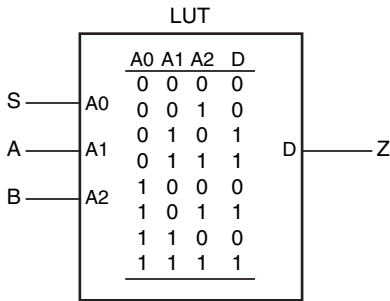 LUT
A0 A1 A2 D
0 0 0 0
0 0 1 0
0 1 0 1
0 1 1 1
1 0 0 0
1 0 1 1
1 1 0 0
1 1 1 1
S A0
A A1
B A2
D Z